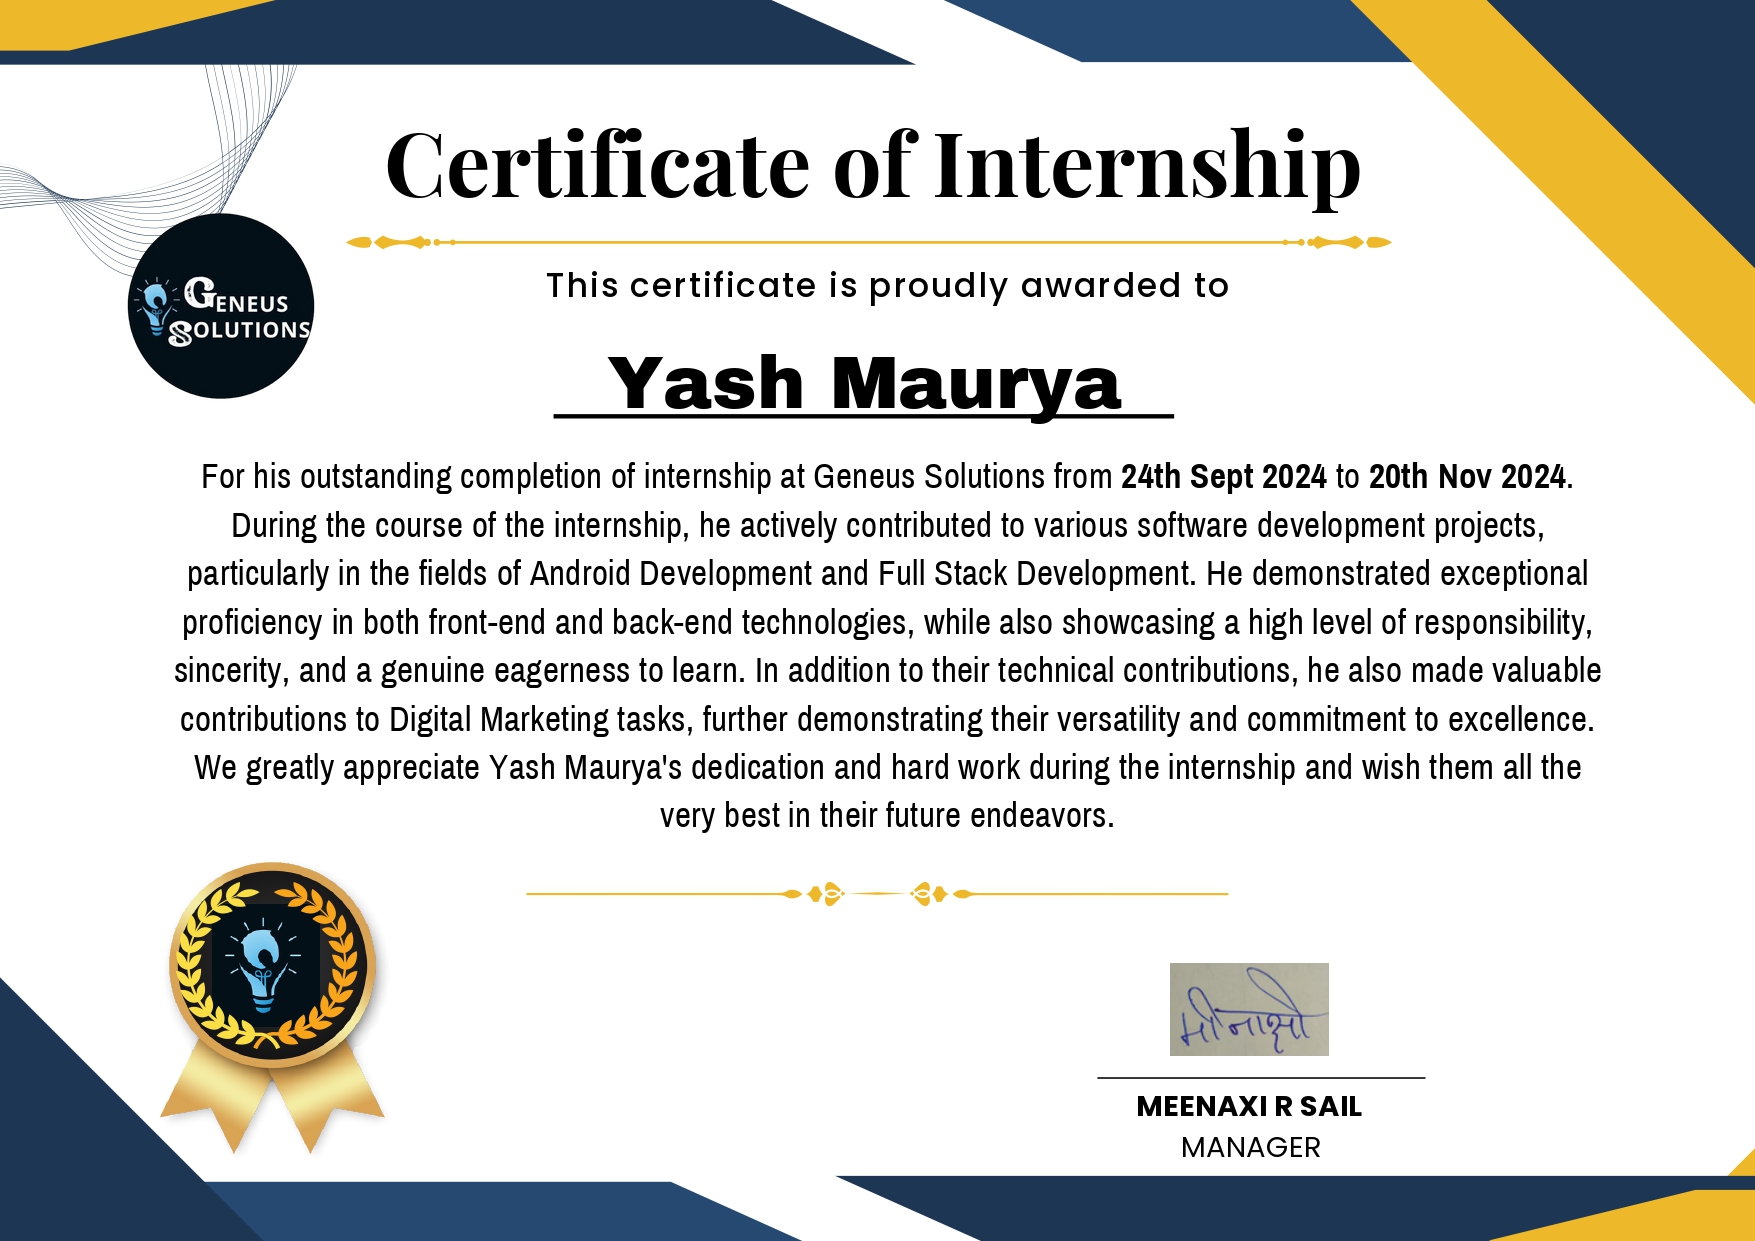 Certificate of Internship
This certificate is proudly awarded to
GENEUS
SOLUTIONS
Yash Maurya
For his outstanding completion of internship at Geneus Solutions from 24th Sept 2024 to 20th Nov 2024.
During the course of the internship, he actively contributed to various software development projects,
particularly in the fields of Android Development and Full Stack Development. He demonstrated exceptional
proficiency in both front-end and back-end technologies, while also showcasing a high level of responsibility,
sincerity, and a genuine eagerness to learn. In addition to their technical contributions, he also made valuable
contributions to Digital Marketing tasks, further demonstrating their versatility and commitment to excellence.
We greatly appreciate Yash Maurya's dedication and hard work during the internship and wish them all the
very best in their future endeavors.
मीनाक्षी
MEENAXI R SAIL
MANAGER